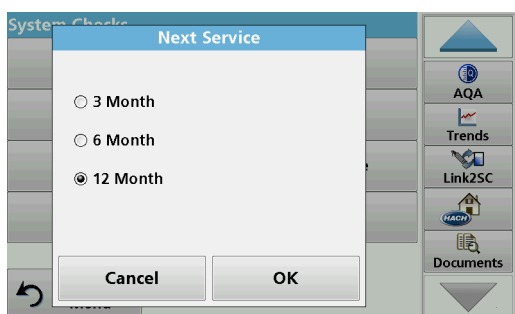 System Checks
Next Service
3 Month
6 Month
12 Month
Cancel
OK
AQA
Trends
Link2SC
HACH
Documents